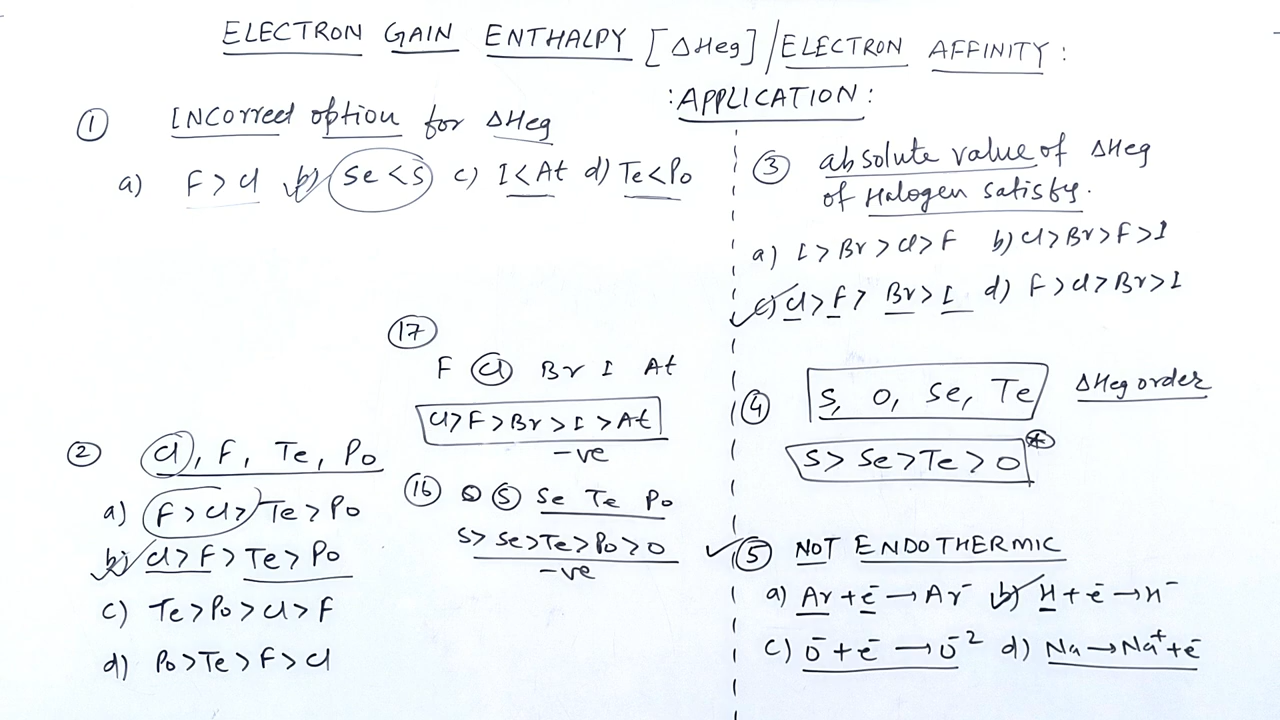 ELECTRON GAIN ENTHALPY [ΔHeg] / ELECTRON AFFINITY :
: APPLICATION :
① INCorrect option for ΔHeg
a) F > Cl b) Se < S c) I < At d) Te < Po
② Cl, F, Te, Po
a) F > Cl > Te > Po
b) Cl > F > Te > Po
c) Te > Po > Cl > F
d) Po > Te > F > Cl
⑰
F Cl Br I At
Cl > F > Br > I > At
-ve
⑯ O S Se Te Po
S > Se > Te > Po > O
-ve
③ absolute value of ΔHeg
of Halogen satisfy.
a) I > Br > Cl > F b) Cl > Br > F > I
c) Cl > F > Br > I d) F > Cl > Br > I
④ S, O, Se, Te ΔHeg order
S > Se > Te > O *
⑤ NOT ENDOTHERMIC
a) Ar + e⁻ → Ar⁻ b) H + e⁻ → H⁻
c) O⁻ + e⁻ → O⁻² d) Na → Na⁺ + e⁻